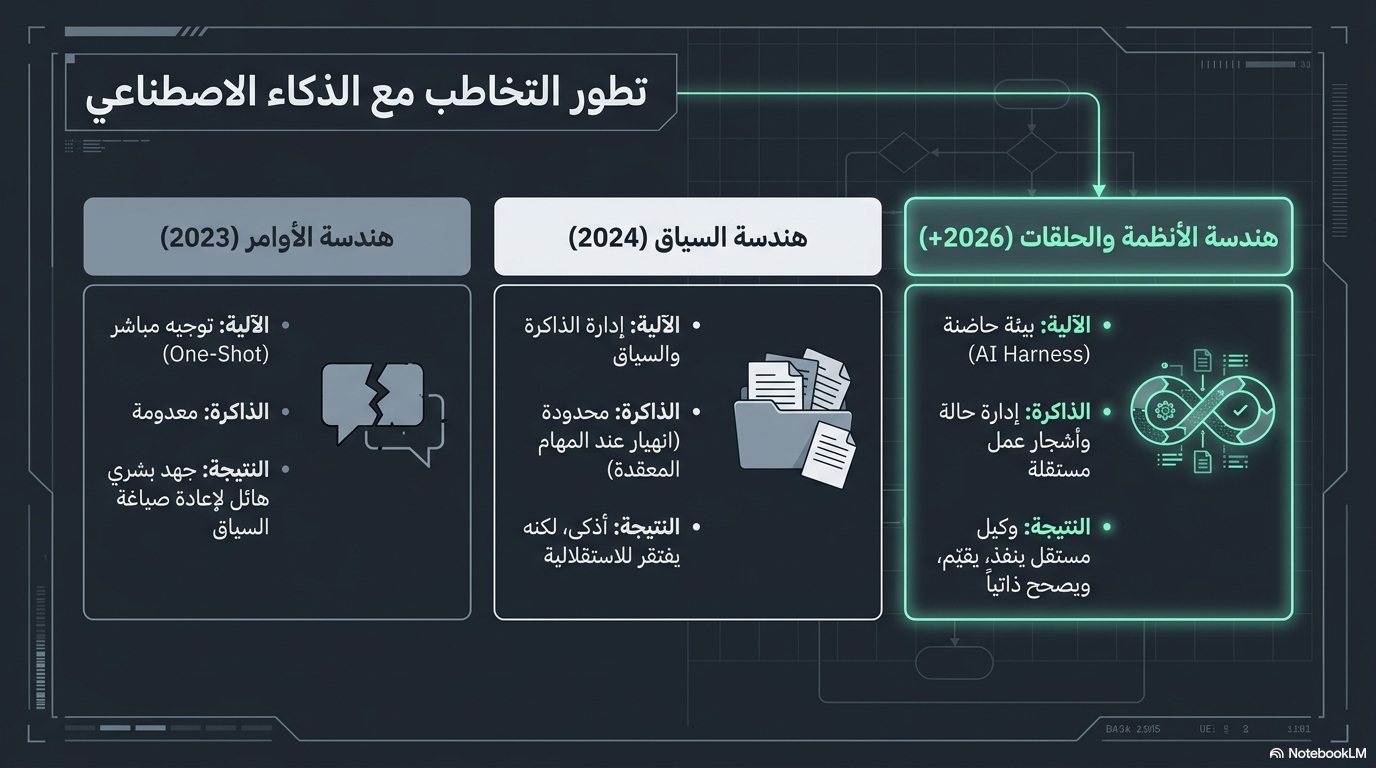 تطور التخاطب مع الذكاء الاصطناعي
هندسة الأنظمة والحلقات (2026+)
الآلية: بيئة حاضنة
(AI Harness)
الذاكرة: إدارة حالة
وأشجار عمل
مستقلة
النتيجة: وكيل
مستقل ينفذ، يقيّم،
ويصحح ذاتياً
هندسة السياق (2024)
الآلية: إدارة الذاكرة
والسياق
الذاكرة: محدودة
(انهيار عند المهام
المعقدة)
النتيجة: أذكى، لكنه
يفتقر للاستقلالية
هندسة الأوامر (2023)
الآلية: توجيه مباشر
(One-Shot)
الذاكرة: معدومة
النتيجة: جهد بشري
هائل لإعادة صياغة
السياق
NotebookLM